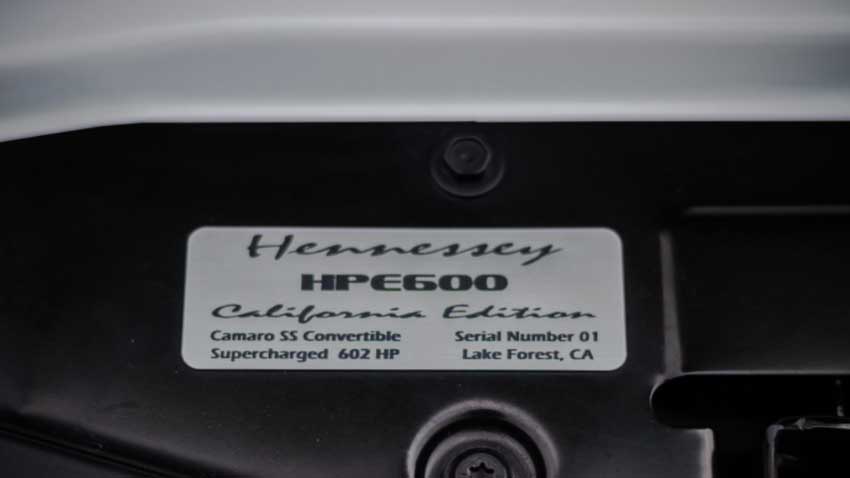 Hennessey
HPE600
California Edition
Camaro SS Convertible Serial Number 01
Supercharged 602 HP Lake Forest, CA